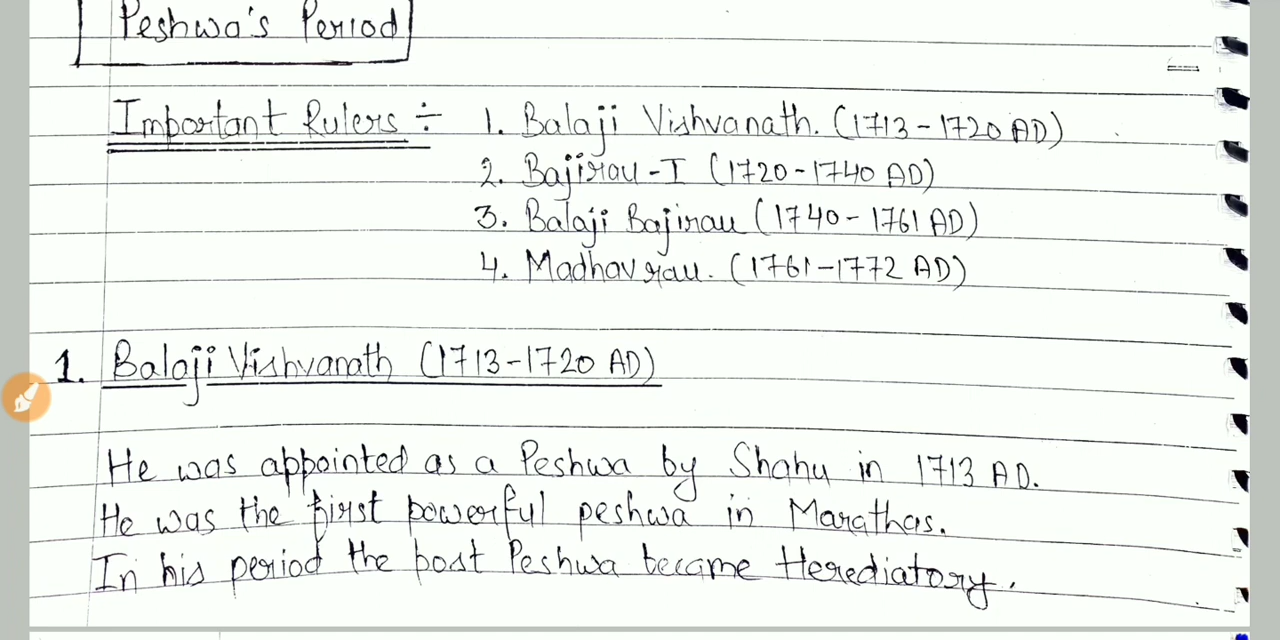 Peshwa's Period
Important Rulers ÷ 1. Balaji Vishvanath. (1713-1720 AD)
2. Bajirau-I (1720-1740 AD)
3. Balaji Bajirau (1740-1761 AD)
4. Madhavrau. (1761-1772 AD)
1. Balaji Vishvanath (1713-1720 AD)
He was appointed as a Peshwa by Shahu in 1713 AD.
He was the first powerful peshwa in Marathas.
In his period the post Peshwa became Herediatory.